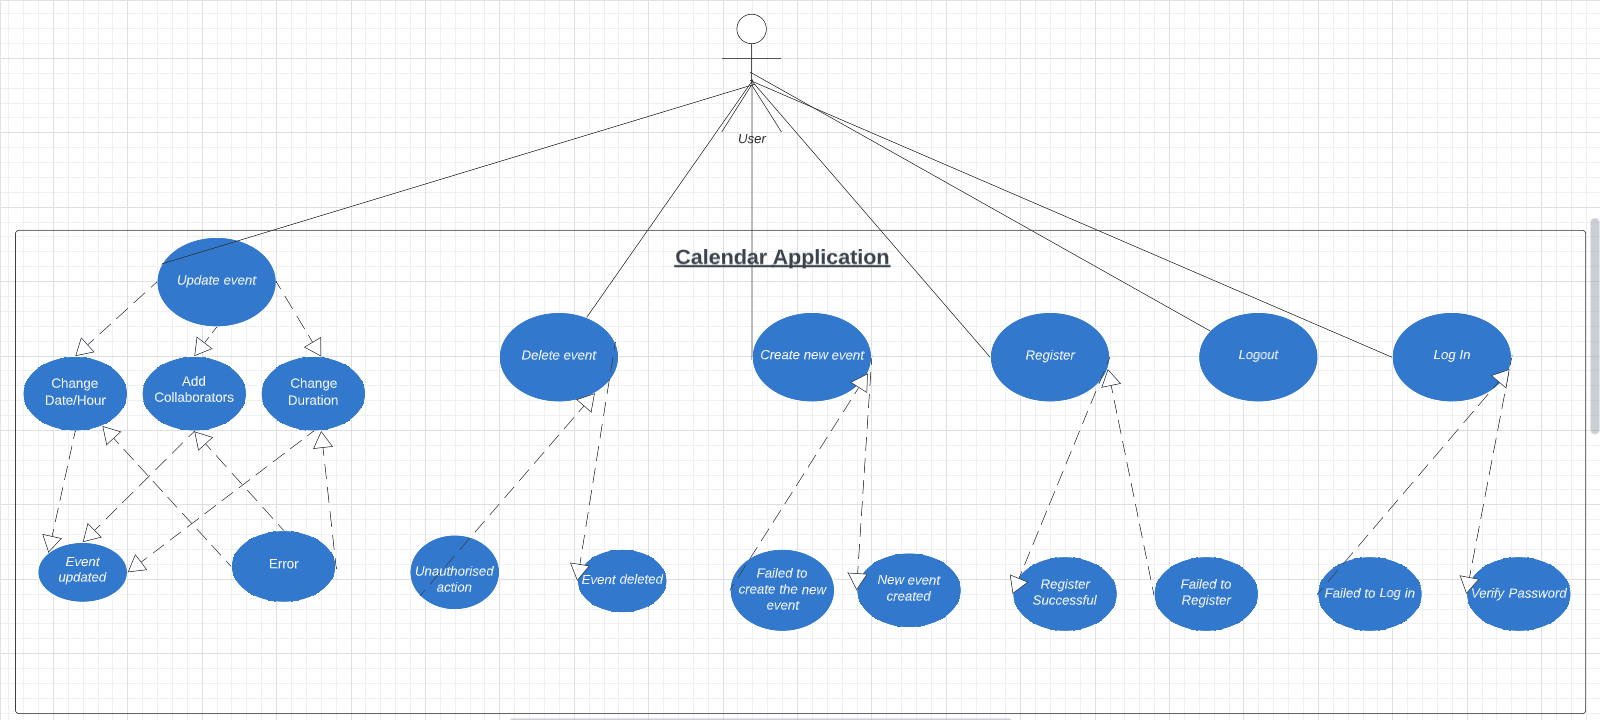 User
Calendar Application
Update event
Delete event
Create new event
Register
Logout
Log In
Change
Date/Hour
Add
Collaborators
Change
Duration
Event
updated
Error
Unauthorised
action
Event deleted
Failed to
create the new
event
New event
created
Register
Successful
Failed to
Register
Failed to Log in
Verify Password